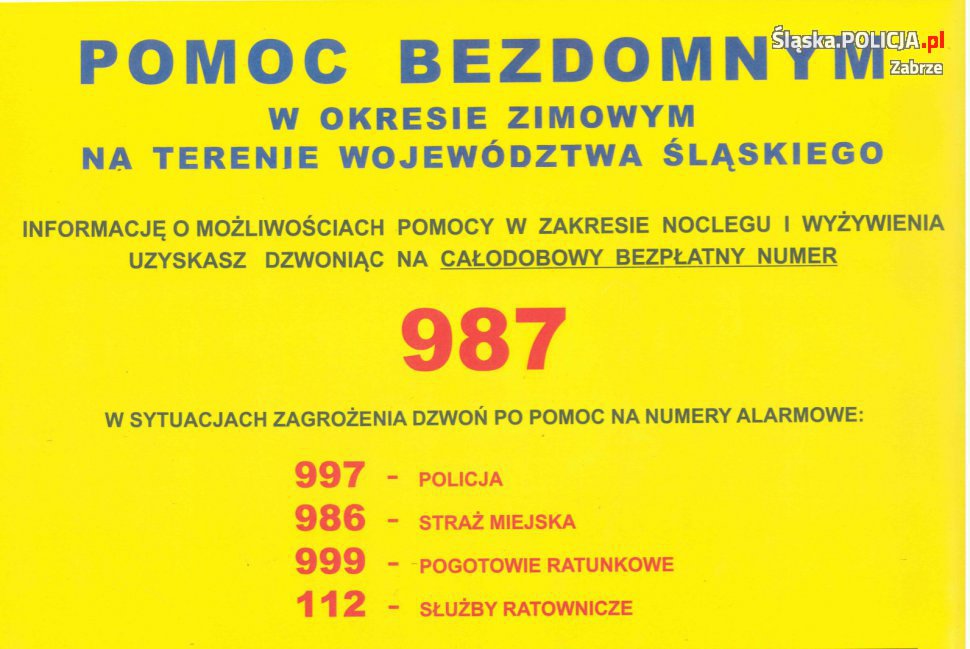 Śląska.POLICJA.pl
Zabrze
POMOC BEZDOMNYM
W OKRESIE ZIMOWYM
NA TERENIE WOJEWÓDZTWA ŚLĄSKIEGO
INFORMACJĘ O MOŻLIWOŚCIACH POMOCY W ZAKRESIE NOCLEGU I WYŻYWIENIA
UZYSKASZ DZWONIĄC NA CAŁODOBOWY BEZPŁATNY NUMER
987
W SYTUACJACH ZAGROŻENIA DZWOŃ PO POMOC NA NUMERY ALARMOWE:
997 - POLICJA
986 - STRAŻ MIEJSKA
999 - POGOTOWIE RATUNKOWE
112 - SŁUŻBY RATOWNICZE